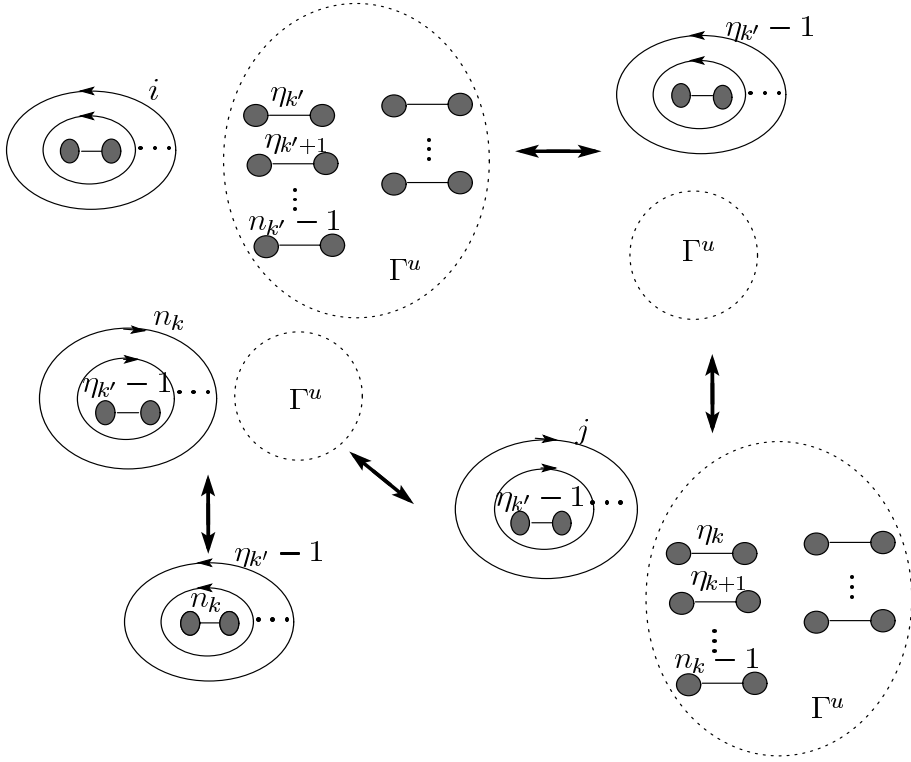 i
η_{k'}
η_{k'+1}
⋮
n_{k'} − 1
⋮
Γ^u
η_{k'} − 1
Γ^u
n_k
η_{k'} − 1
Γ^u
η_{k'} − 1
n_k
j
η_{k'} − 1
η_k
η_{k+1}
⋮
n_k − 1
⋮
Γ^u